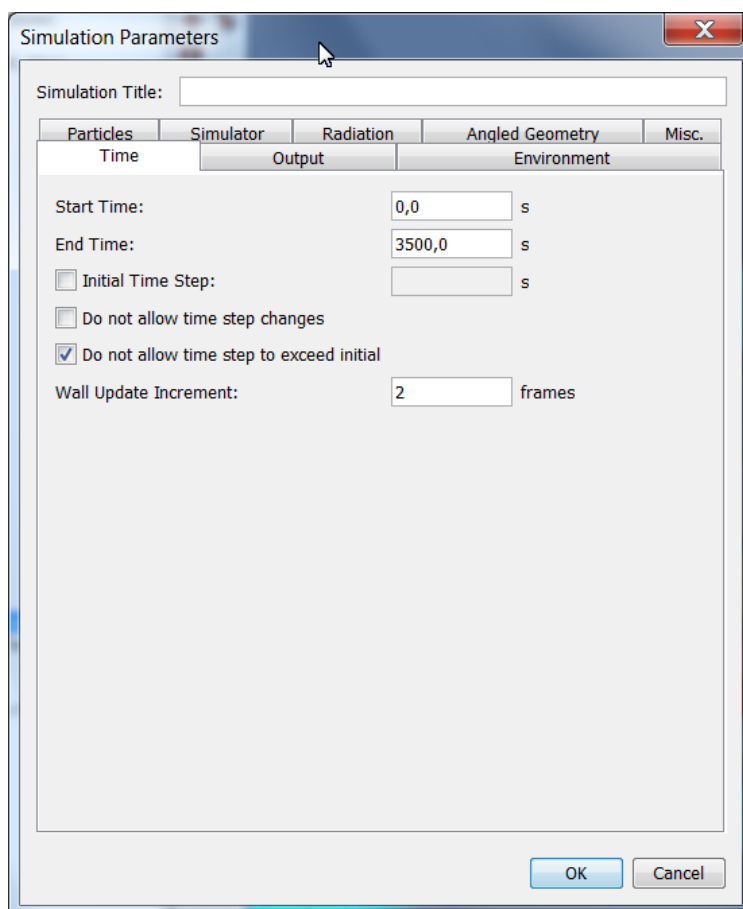 Simulation Parameters
Simulation Title:
Particles Simulator Radiation Angled Geometry Misc.
Time Output Environment
Start Time: 0,0 s
End Time: 3500,0 s
Initial Time Step: s
Do not allow time step changes
Do not allow time step to exceed initial
Wall Update Increment: 2 frames
OK Cancel